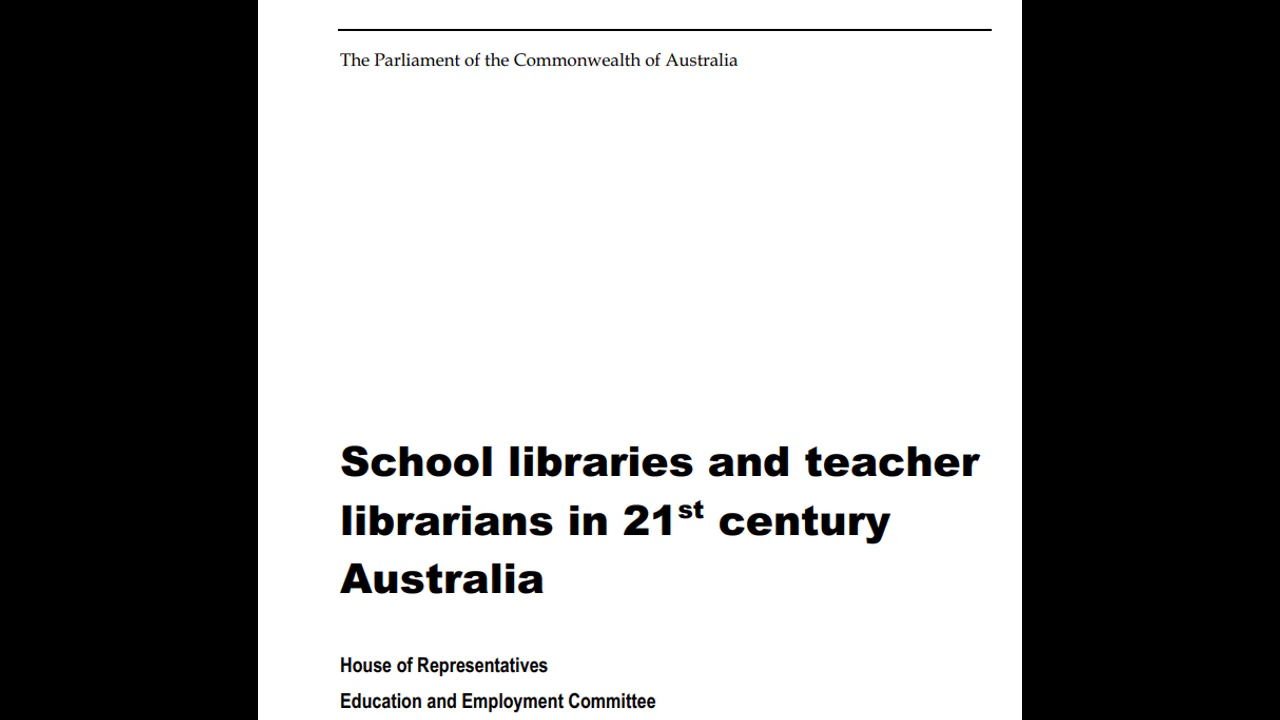 The Parliament of the Commonwealth of Australia
School libraries and teacher
librarians in 21st century
Australia
House of Representatives
Education and Employment Committee